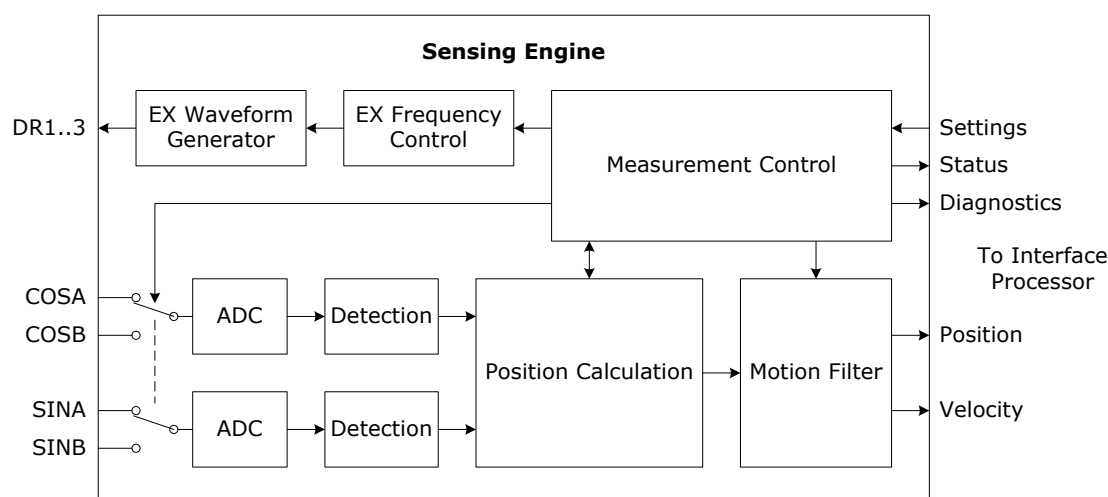 Sensing Engine
DR1..3
EX Waveform
Generator
EX Frequency
Control
Measurement Control
Settings
Status
Diagnostics
To Interface
Processor
COSA
COSB
SINA
SINB
ADC
Detection
ADC
Detection
Position Calculation
Motion Filter
Position
Velocity